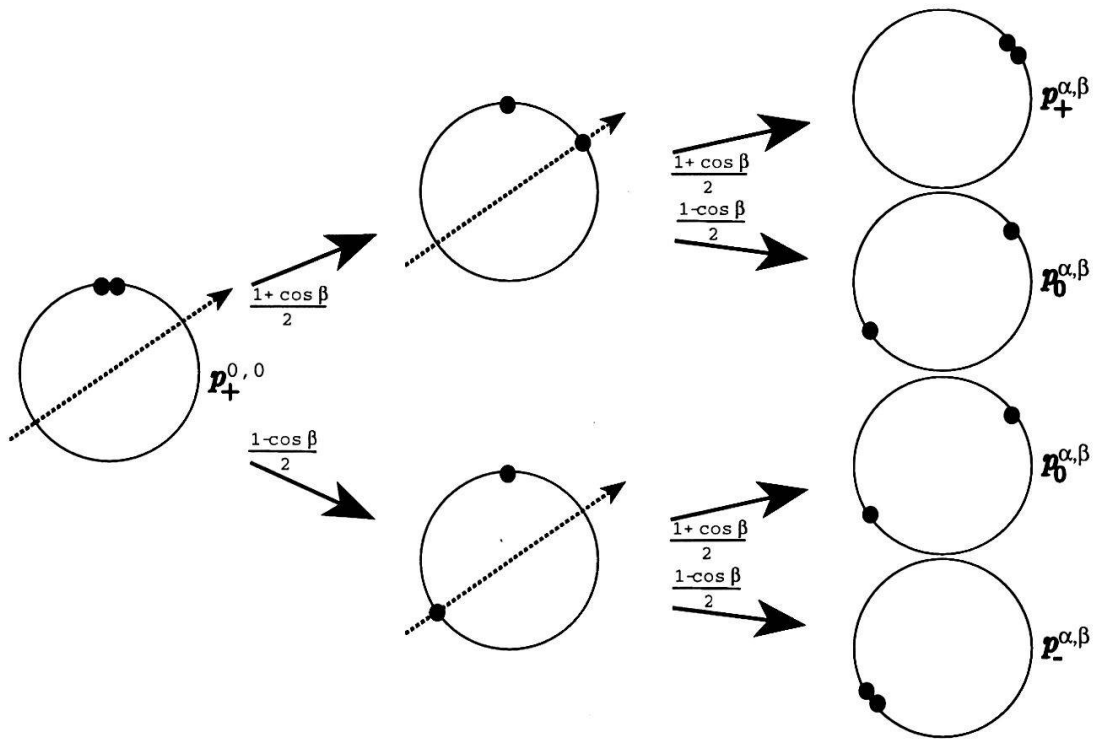 p₊^{α,β}
1+ cos β
2
1-cos β
2
p₀^{α,β}
1+ cos β
2
p₊^{0,0}
1-cos β
2
p₀^{α,β}
1+ cos β
2
1-cos β
2
p₋^{α,β}